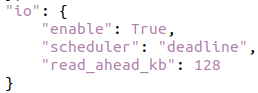 "io": {
"enable": True,
"scheduler": "deadline",
"read_ahead_kb": 128
}